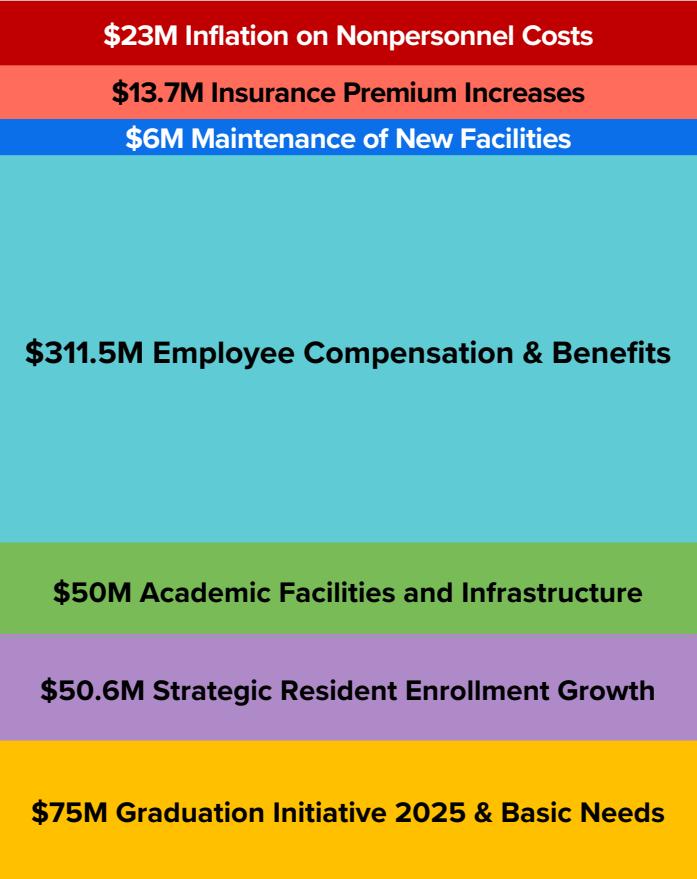 $23M Inflation on Nonpersonnel Costs
$13.7M Insurance Premium Increases
$6M Maintenance of New Facilities
$311.5M Employee Compensation & Benefits
$50M Academic Facilities and Infrastructure
$50.6M Strategic Resident Enrollment Growth
$75M Graduation Initiative 2025 & Basic Needs